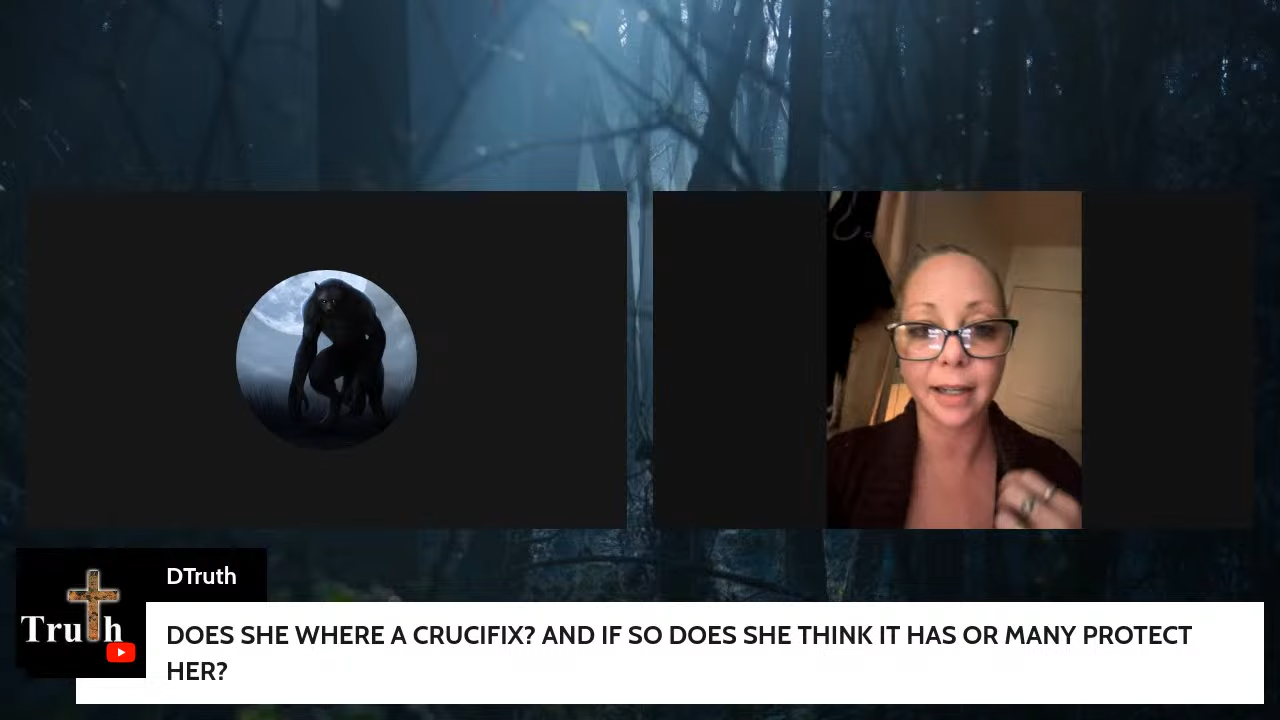 DTruth
Truth
DOES SHE WHERE A CRUCIFIX? AND IF SO DOES SHE THINK IT HAS OR MANY PROTECT
HER?